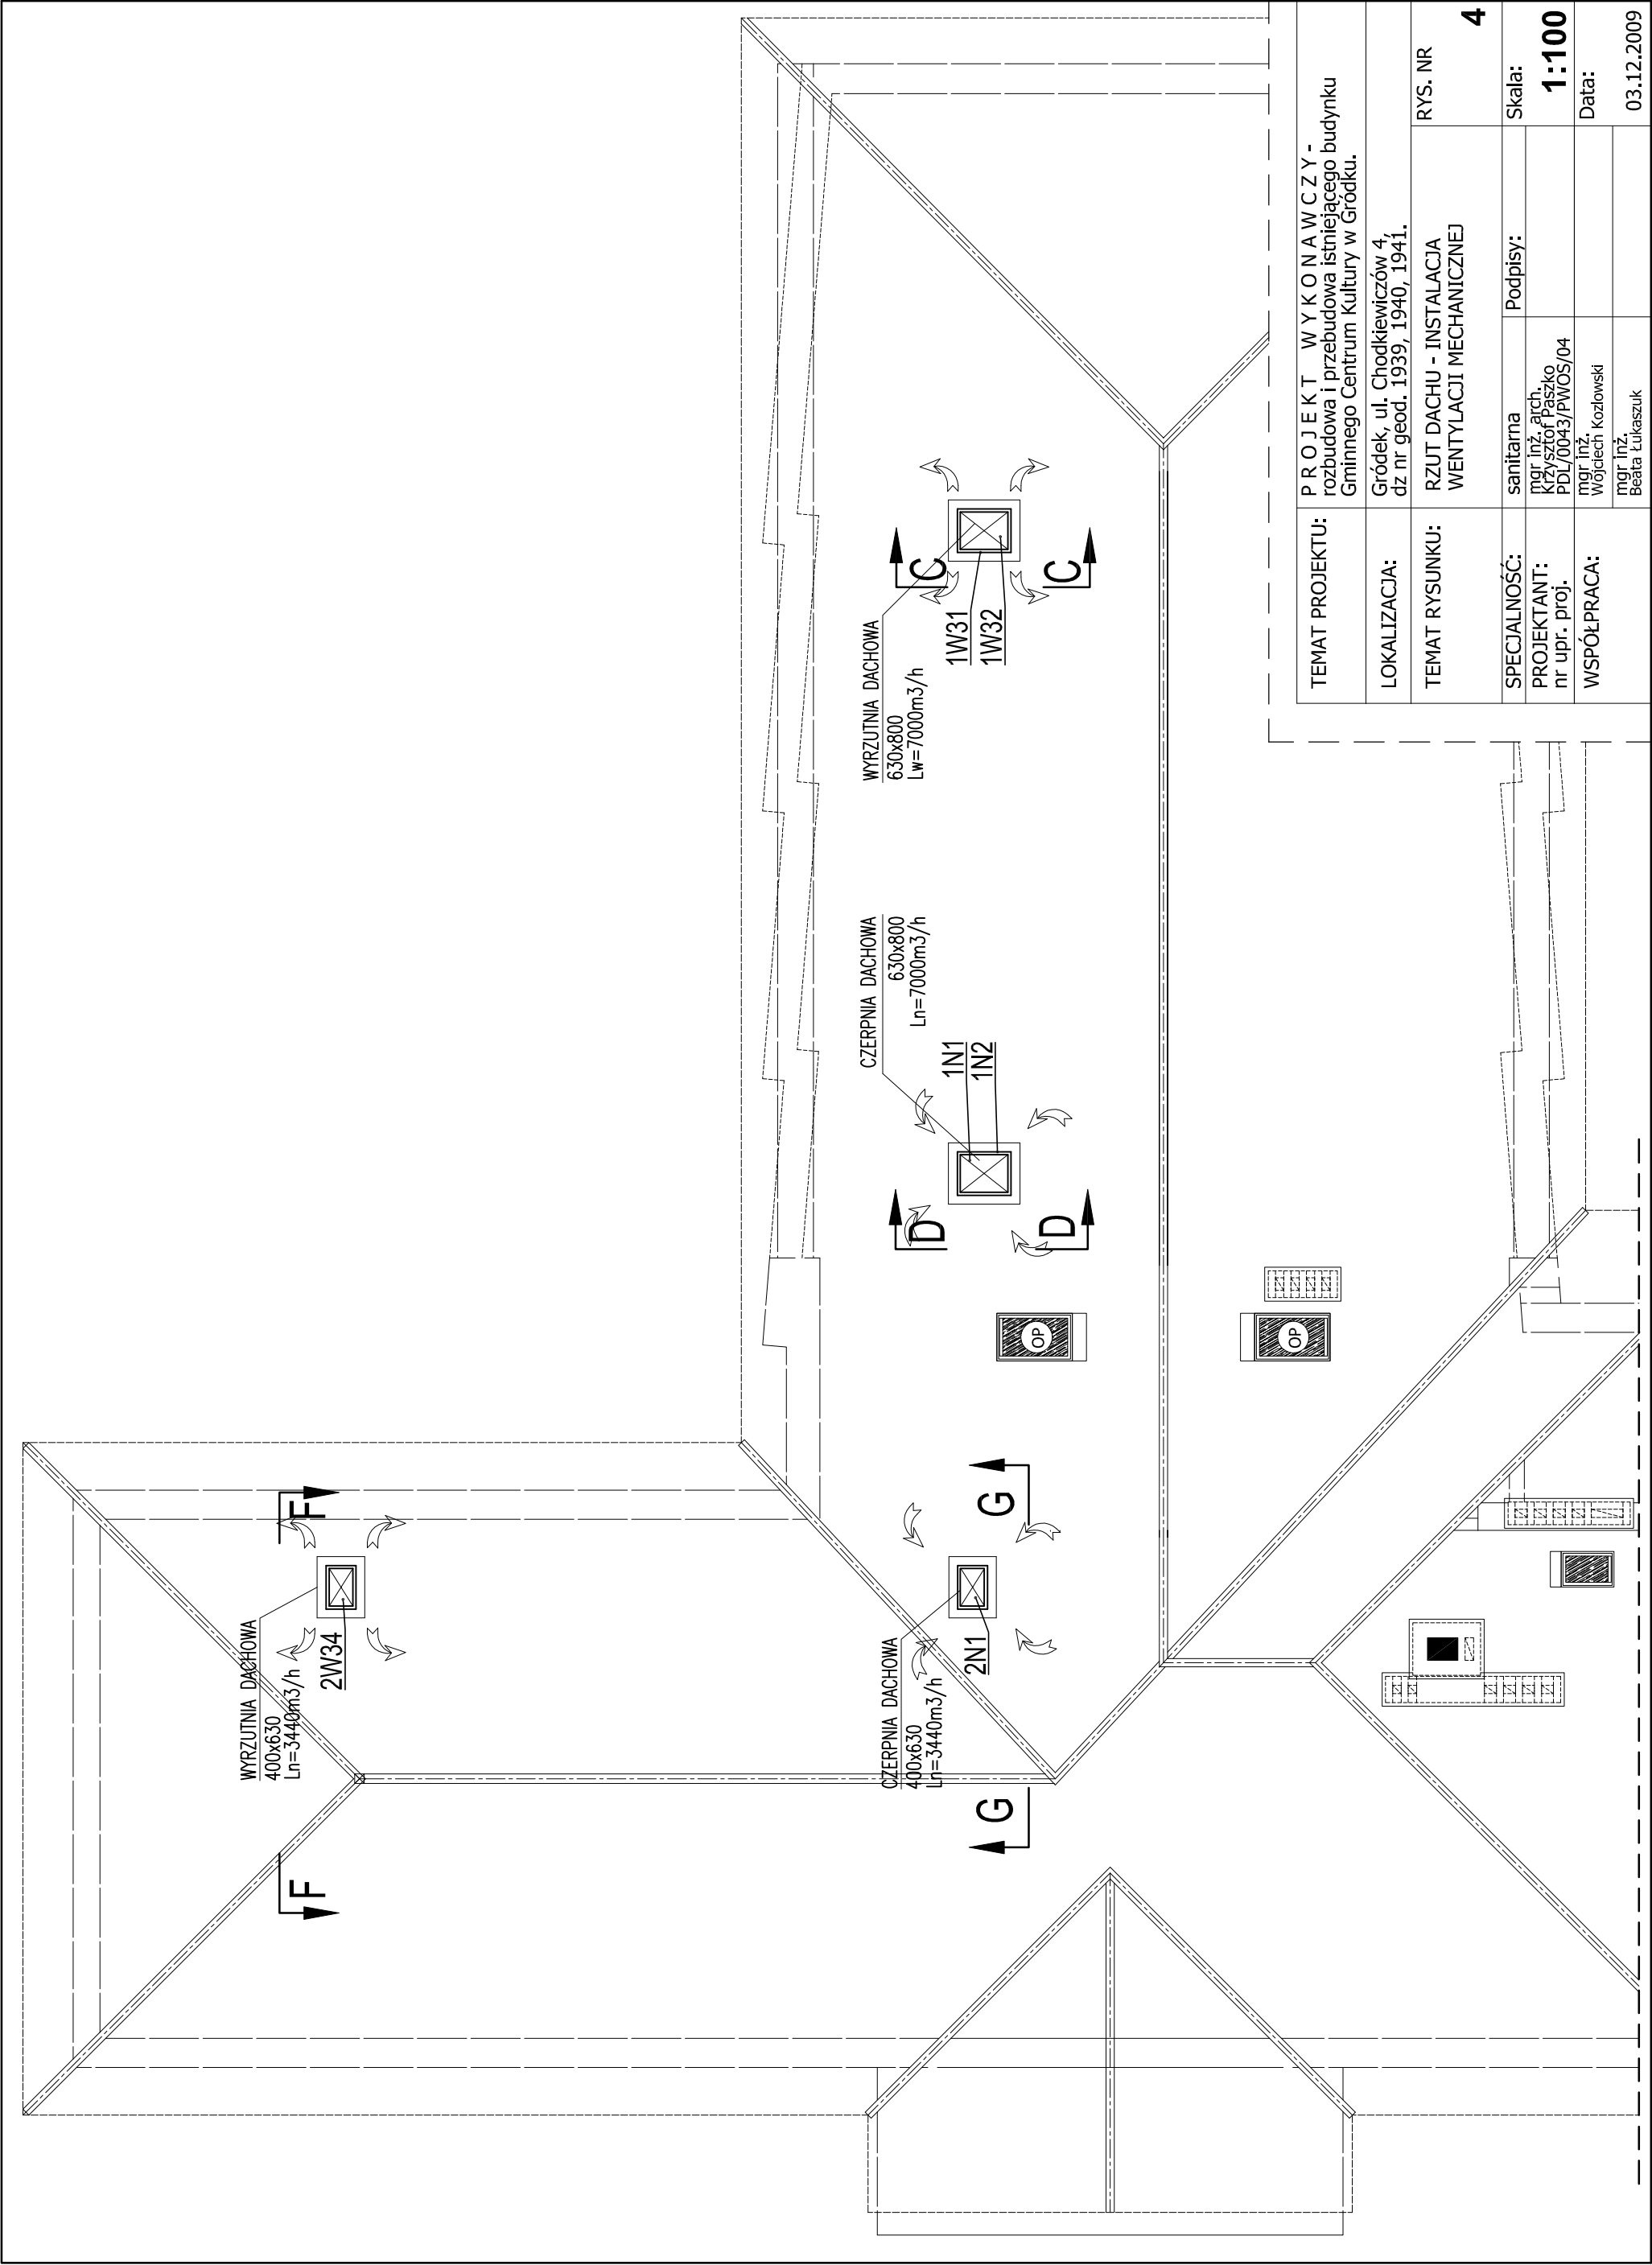 WYRZUTNIA DACHOWA
400x630
Ln=3440m3/h
2W34
F
F
CZERPNIA DACHOWA
400x630
Ln=3440m3/h
2N1
G
G
CZERPNIA DACHOWA
630x800
Ln=7000m3/h
1N1
1N2
D
D
WYRZUTNIA DACHOWA
630x800
Lw=7000m3/h
1W31
1W32
C
C
OP
OP
TEMAT PROJEKTU:
P R O J E K T W Y K O N A W C Z Y -
rozbudowa i przebudowa istniejącego budynku
Gminnego Centrum Kultury w Gródku.
LOKALIZACJA:
Gródek, ul. Chodkiewiczów 4,
dz nr geod. 1939, 1940, 1941.
TEMAT RYSUNKU:
RZUT DACHU - INSTALACJA
WENTYLACJI MECHANICZNEJ
RYS. NR
4
SPECJALNOŚĆ:
sanitarna
Podpisy:
Skala:
1:100
PROJEKTANT:
nr upr. proj.
mgr inż. arch.
Krzysztof Paszko
PDL/0043/PWOS/04
WSPÓŁPRACA:
mgr inż.
Wojciech Kozlowski
mgr inż.
Beata Łukaszuk
Data:
03.12.2009